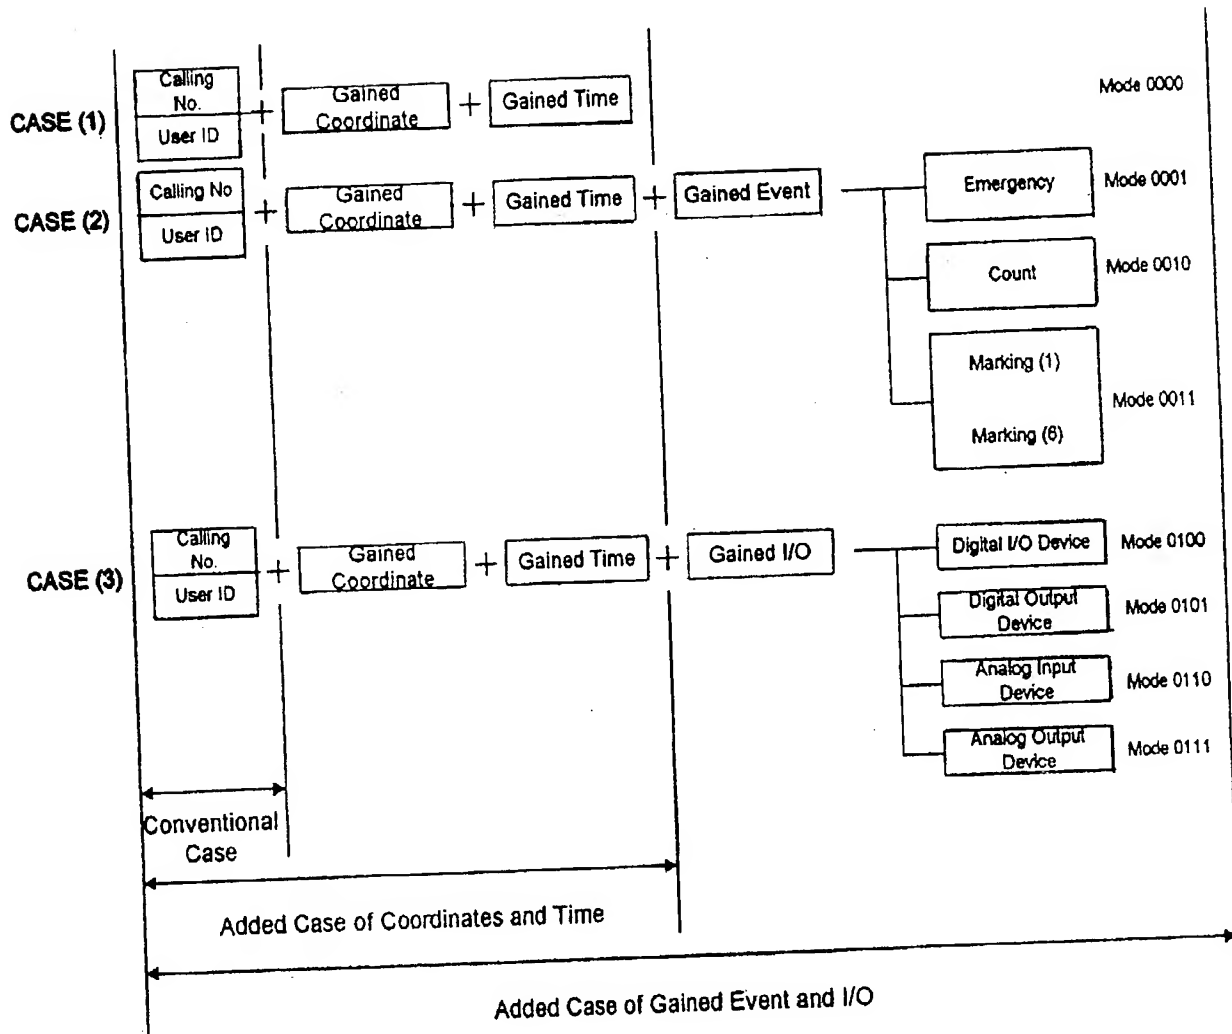 CASE (1)
Calling
No.
User ID
+
Gained
Coordinate
+
Gained Time
Mode 0000
CASE (2)
Calling No
User ID
+
Gained
Coordinate
+
Gained Time
+
Gained Event
Emergency
Mode 0001
Count
Mode 0010
Marking (1)
Marking (6)
Mode 0011
CASE (3)
Calling
No.
User ID
+
Gained
Coordinate
+
Gained Time
+
Gained I/O
Digital I/O Device
Mode 0100
Digital Output
Device
Mode 0101
Analog Input
Device
Mode 0110
Analog Output
Device
Mode 0111
Conventional
Case
Added Case of Coordinates and Time
Added Case of Gained Event and I/O